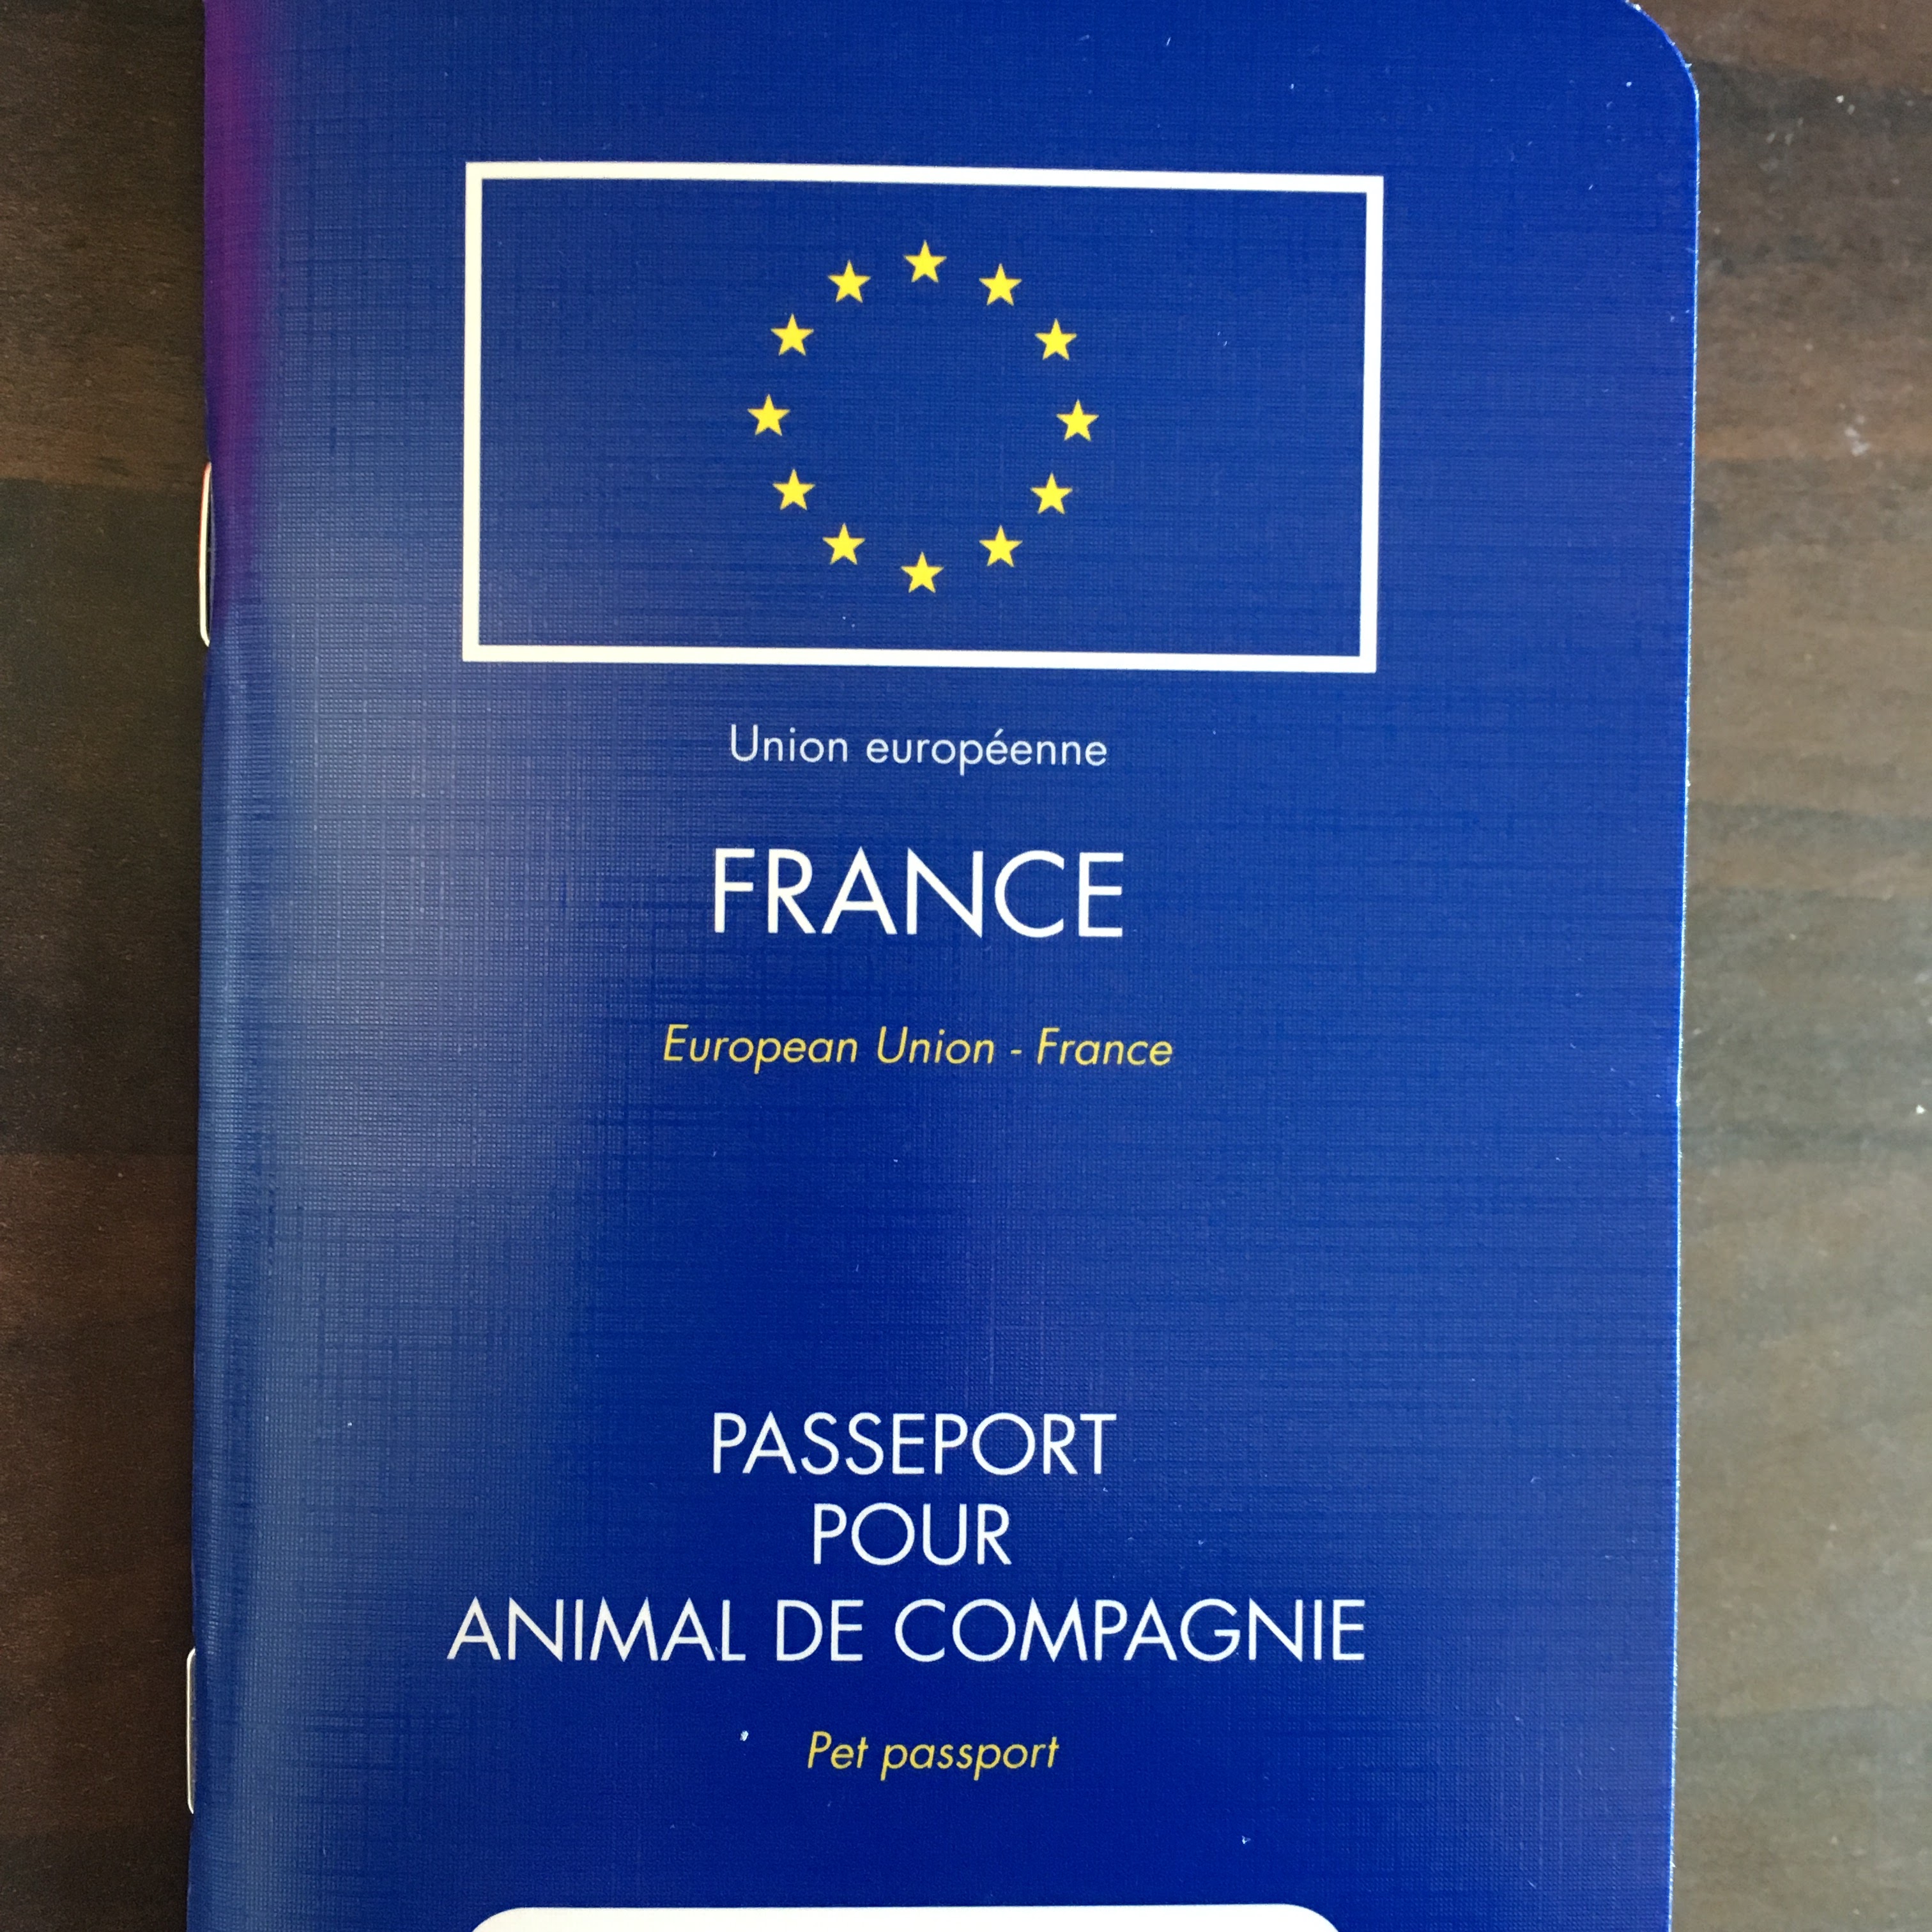 Union européenne
FRANCE
European Union - France
PASSEPORT
POUR
ANIMAL DE COMPAGNIE
Pet passport